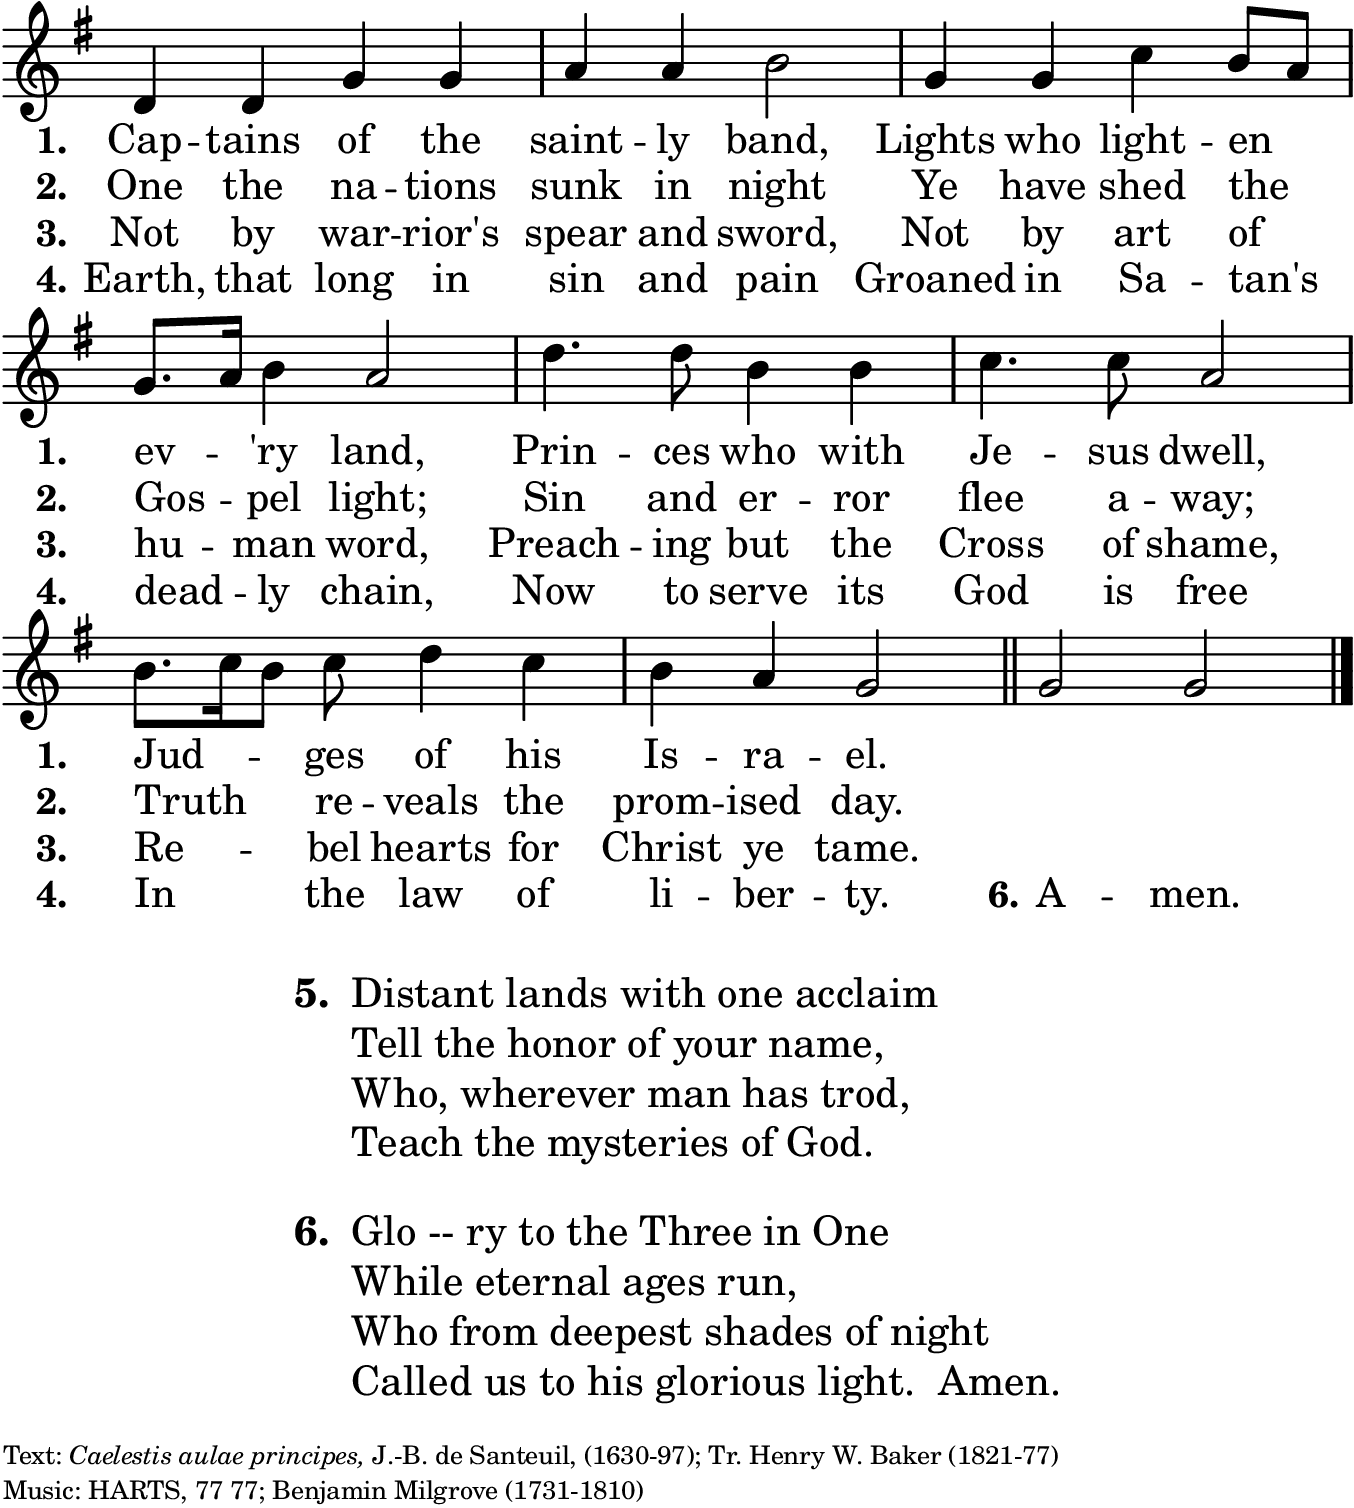 1. Cap -- tains of the saint -- ly band, Lights who light -- en
2. One the na -- tions sunk in night Ye have shed the
3. Not by war -- rior's spear and sword, Not by art of
4. Earth, that long in sin and pain Groaned in Sa -- tan's
1. ev -- 'ry land, Prin -- ces who with Je -- sus dwell,
2. Gos -- pel light; Sin and er -- ror flee a -- way;
3. hu -- man word, Preach -- ing but the Cross of shame,
4. dead -- ly chain, Now to serve its God is free
1. Jud -- ges of his Is -- ra -- el.
2. Truth re -- veals the prom -- ised day.
3. Re -- bel hearts for Christ ye tame.
4. In the law of li -- ber -- ty. 6. A -- men.
5. Distant lands with one acclaim
Tell the honor of your name,
Who, wherever man has trod,
Teach the mysteries of God.
6. Glo -- ry to the Three in One
While eternal ages run,
Who from deepest shades of night
Called us to his glorious light. Amen.
Text: Caelestis aulae principes, J.-B. de Santeuil, (1630-97); Tr. Henry W. Baker (1821-77)
Music: HARTS, 77 77; Benjamin Milgrove (1731-1810)